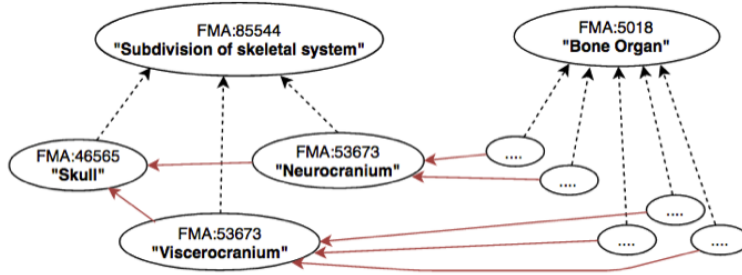 FMA:85544
"Subdivision of skeletal system"
FMA:5018
"Bone Organ"
FMA:46565
"Skull"
FMA:53673
"Neurocranium"
....
....
FMA:53673
"Viscerocranium"
....
....
....